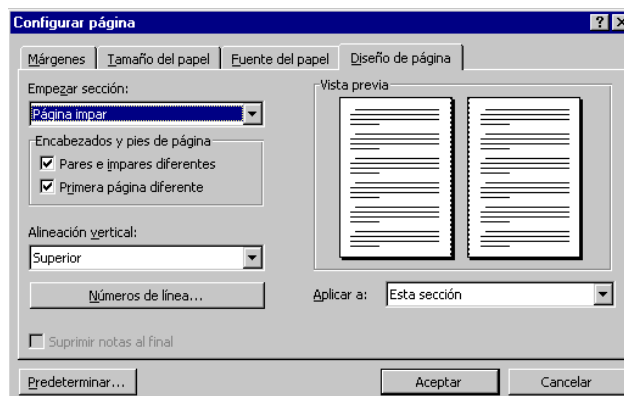 Configurar página
Márgenes Tamaño del papel Fuente del papel Diseño de página
Empezar sección:
Página impar
Encabezados y pies de página
Pares e impares diferentes
Primera página diferente
Alineación vertical:
Superior
Números de línea...
Suprimir notas al final
Vista previa
Aplicar a: Esta sección
Predeterminar... Aceptar Cancelar